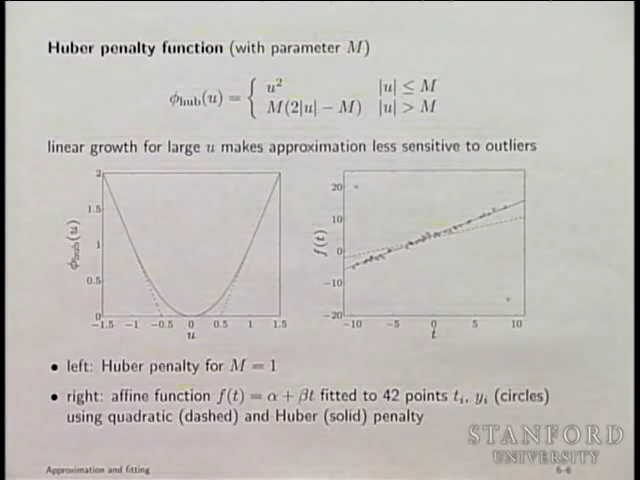 Huber penalty function (with parameter M)
ϕhub(u) = { u² |u| ≤ M
M(2|u| − M) |u| > M
linear growth for large u makes approximation less sensitive to outliers
2
1.5
1
0.5
0
ϕhub(u)
−1.5 −1 −0.5 0 0.5 1 1.5
u
20
10
0
−10
−20
f(t)
−10 −5 0 5 10
t
• left: Huber penalty for M = 1
• right: affine function f(t) = α + βt fitted to 42 points tᵢ, yᵢ (circles)
using quadratic (dashed) and Huber (solid) penalty
STANFORD
UNIVERSITY
Approximation and fitting 6–6